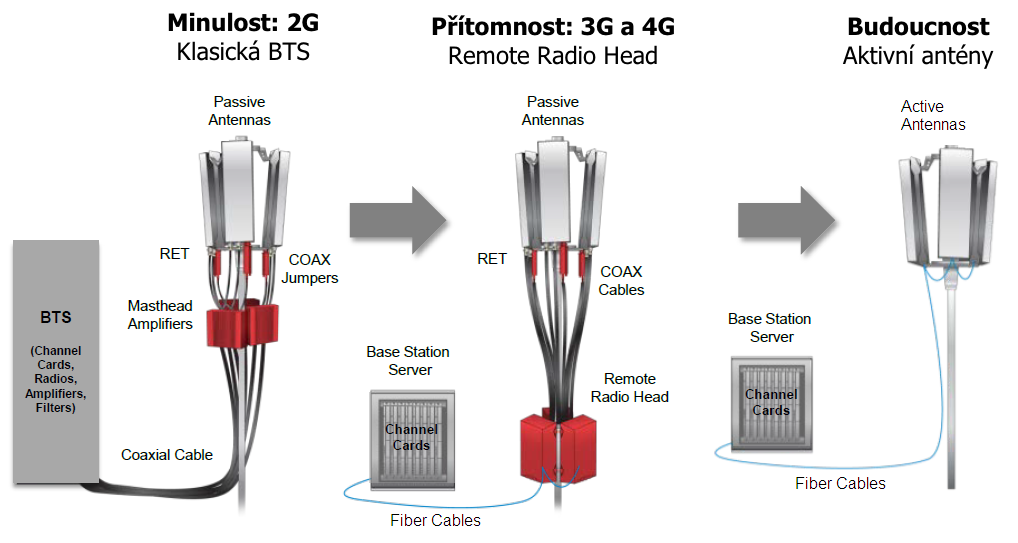 Minulost: 2G
Klasická BTS
Passive
Antennas
RET
COAX
Jumpers
Masthead
Amplifiers
BTS
(Channel
Cards,
Radios,
Amplifiers,
Filters)
Coaxial Cable
Přítomnost: 3G a 4G
Remote Radio Head
Passive
Antennas
RET
COAX
Cables
Base Station
Server
Channel
Cards
Remote
Radio Head
Fiber Cables
Budoucnost
Aktivní antény
Active
Antennas
Base Station
Server
Channel
Cards
Fiber Cables